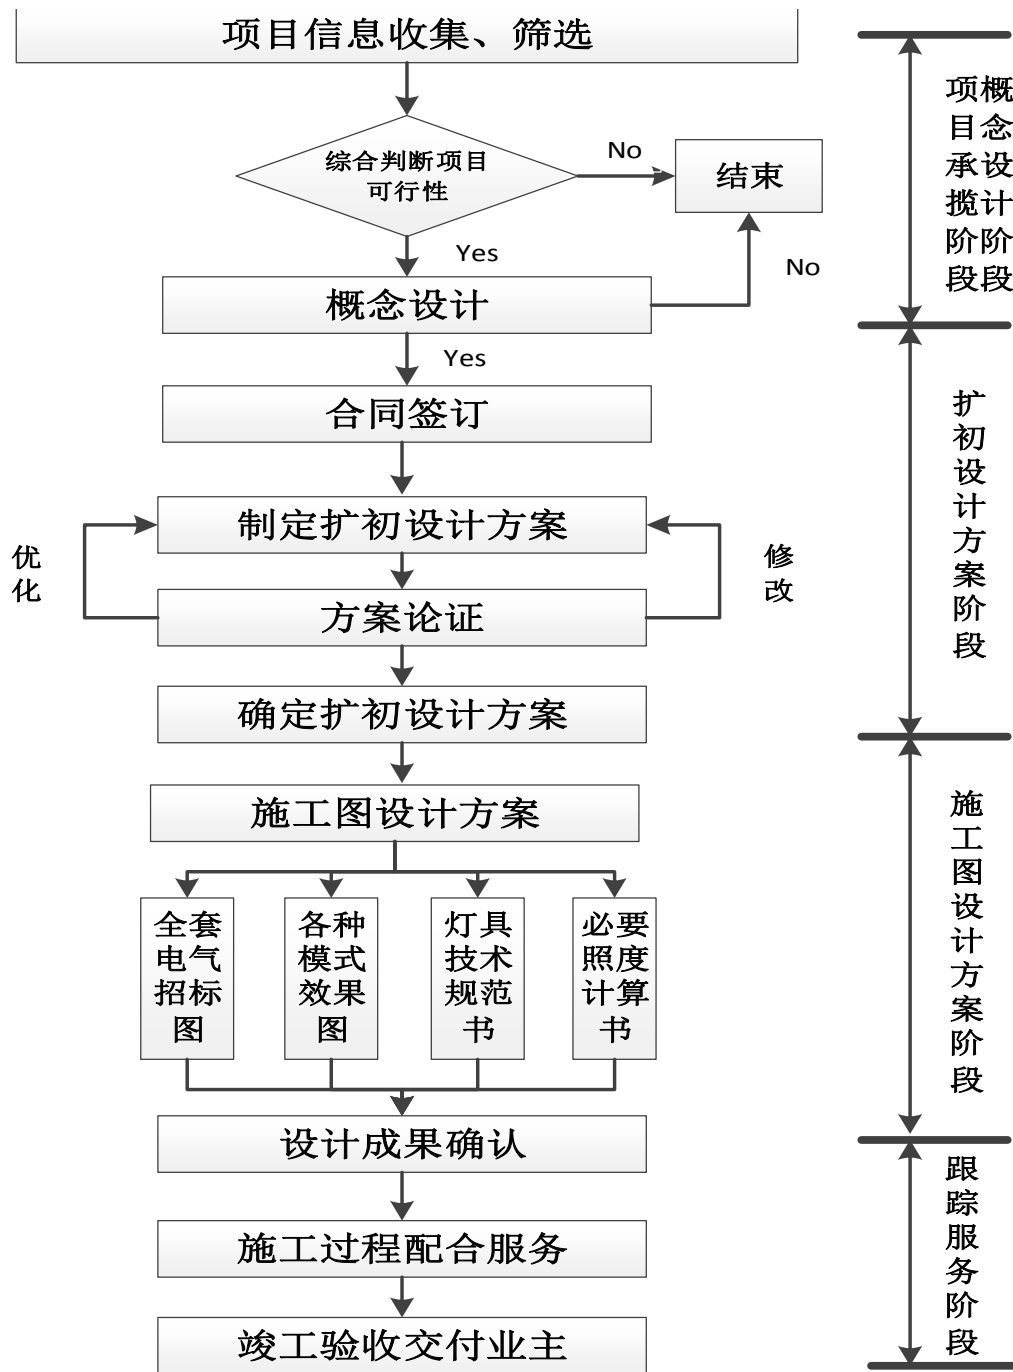 项目信息收集、筛选
综合判断项目
可行性
No
结束
Yes
No
概念设计
Yes
合同签订
制定扩初设计方案
优化
修改
方案论证
确定扩初设计方案
施工图设计方案
全套
电气
招标
图
各种
模式
效果
图
灯具
技术
规范
书
必要
照度
计算
书
设计成果确认
施工过程配合服务
竣工验收交付业主
项目承揽阶段
概念设计阶段
扩初设计方案阶段
施工图设计方案阶段
跟踪服务阶段